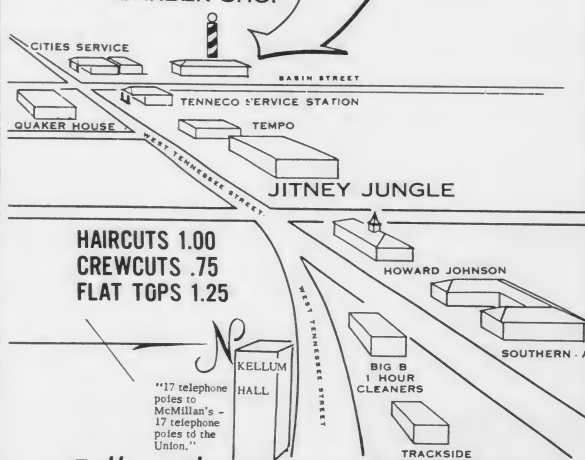 CITIES SERVICE
BASIN STREET
TENNECO SERVICE STATION
QUAKER HOUSE
TEMPO
WEST TENNESSEE STREET
JITNEY JUNGLE
HAIRCUTS 1.00
CREWCUTS .75
FLAT TOPS 1.25
HOWARD JOHNSON
SOUTHERN
N
WEST TENNESSEE STREET
KELLUM
HALL
BIG B
1 HOUR
CLEANERS
"17 telephone
poles to
McMillan's –
17 telephone
poles to the
Union."
TRACKSIDE